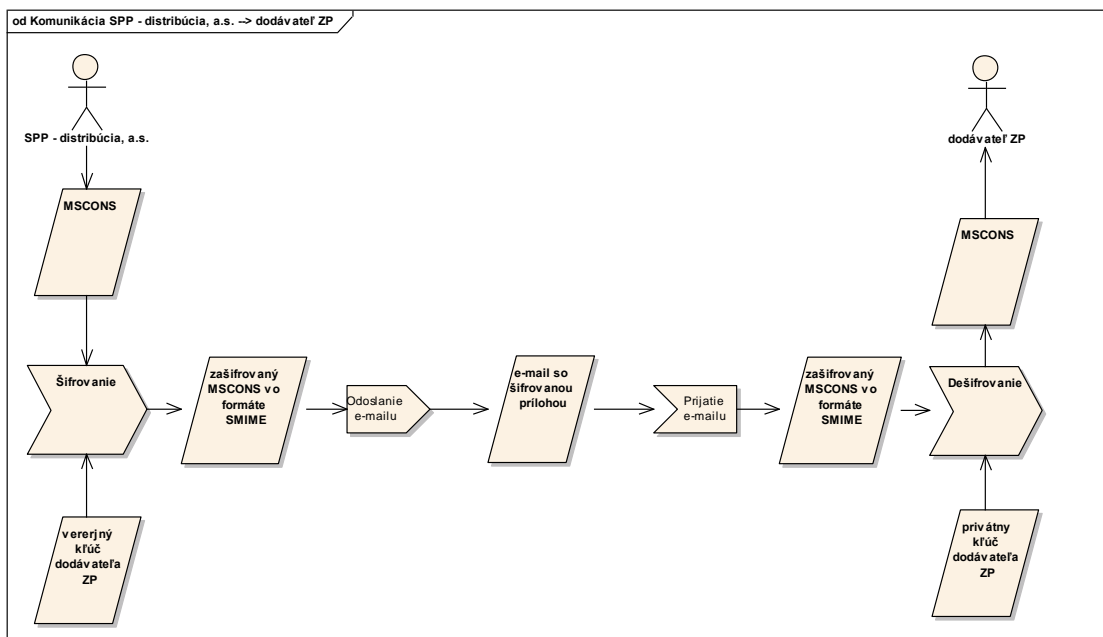 od Komunikácia SPP - distribúcia, a.s. --> dodávateľ ZP
SPP - distribúcia, a.s.
dodávateľ ZP
MSCONS
MSCONS
Šifrovanie
zašifrovaný
MSCONS vo
formáte
SMIME
Odoslanie
e-mailu
e-mail so
šifrovanou
prílohou
Prijatie
e-mailu
zašifrovaný
MSCONS vo
formáte
SMIME
Dešifrovanie
vererjný
kľúč
dodávateľa
ZP
privátny
kľúč
dodávateľa
ZP